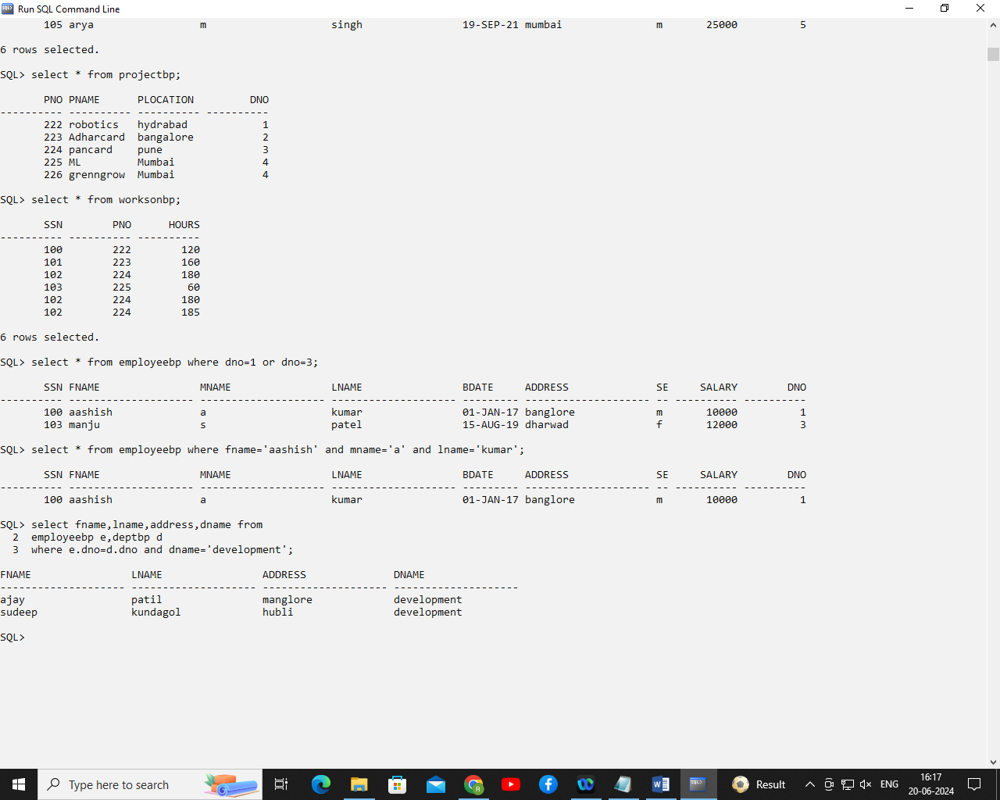 Run SQL Command Line
       105 arya                 m                    singh                19-SEP-21 mumbai               m       25000          5
6 rows selected.
SQL> select * from projectbp;
       PNO PNAME      PLOCATION         DNO
---------- ---------- ---------- ----------
       222 robotics   hydrabad            1
       223 Adharcard  bangalore           2
       224 pancard    pune                3
       225 ML         Mumbai              4
       226 grenngrow  Mumbai              4
SQL> select * from worksonbp;
       SSN        PNO      HOURS
---------- ---------- ----------
       100        222        120
       101        223        160
       102        224        180
       103        225         60
       102        224        180
       102        224        185
6 rows selected.
SQL> select * from employeebp where dno=1 or dno=3;
       SSN FNAME                MNAME                LNAME                BDATE     ADDRESS              SE     SALARY        DNO
---------- -------------------- -------------------- -------------------- --------- -------------------- -- ---------- ----------
       100 aashish              a                    kumar                01-JAN-17 banglore             m       10000          1
       103 manju                s                    patel                15-AUG-19 dharwad              f       12000          3
SQL> select * from employeebp where fname='aashish' and mname='a' and lname='kumar';
       SSN FNAME                MNAME                LNAME                BDATE     ADDRESS              SE     SALARY        DNO
---------- -------------------- -------------------- -------------------- --------- -------------------- -- ---------- ----------
       100 aashish              a                    kumar                01-JAN-17 banglore             m       10000          1
SQL> select fname,lname,address,dname from
  2  employeebp e,deptbp d
  3  where e.dno=d.dno and dname='development';
FNAME                LNAME                ADDRESS              DNAME
-------------------- -------------------- -------------------- --------------------
ajay                 patil                manglore             development
sudeep               kundagol             hubli                development
SQL>
Type here to search
Result
ENG
16:17
20-06-2024